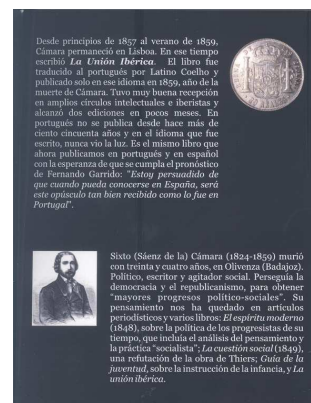 Desde principios de 1857 al verano de 1859,
Cámara permaneció en Lisboa. En ese tiempo
escribió La Unión Ibérica. El libro fue
traducido al portugués por Latino Coelho y
publicado solo en ese idioma en 1859, año de la
muerte de Cámara. Tuvo muy buena recepción
en amplios círculos intelectuales e iberistas y
alcanzó dos ediciones en pocos meses. En
portugués no se publica desde hace más de
ciento cincuenta años y en el idioma que fue
escrito, nunca vio la luz. Es el mismo libro que
ahora publicamos en portugués y en español
con la esperanza de que se cumpla el pronóstico
de Fernando Garrido: "Estoy persuadido de
que cuando pueda conocerse en España, será
este opúsculo tan bien recibido como lo fue en
Portugal".
Sixto (Sáenz de la) Cámara (1824-1859) murió
con treinta y cuatro años, en Olivenza (Badajoz).
Político, escritor y agitador social. Perseguía la
democracia y el republicanismo, para obtener
"mayores progresos político-sociales". Su
pensamiento nos ha quedado en artículos
periodísticos y varios libros: El espíritu moderno
(1848), sobre la política de los progresistas de su
tiempo, que incluía el análisis del pensamiento y
la práctica "socialista"; La cuestión social (1849),
una refutación de la obra de Thiers; Guía de la
juventud, sobre la instrucción de la infancia, y La
unión ibérica.